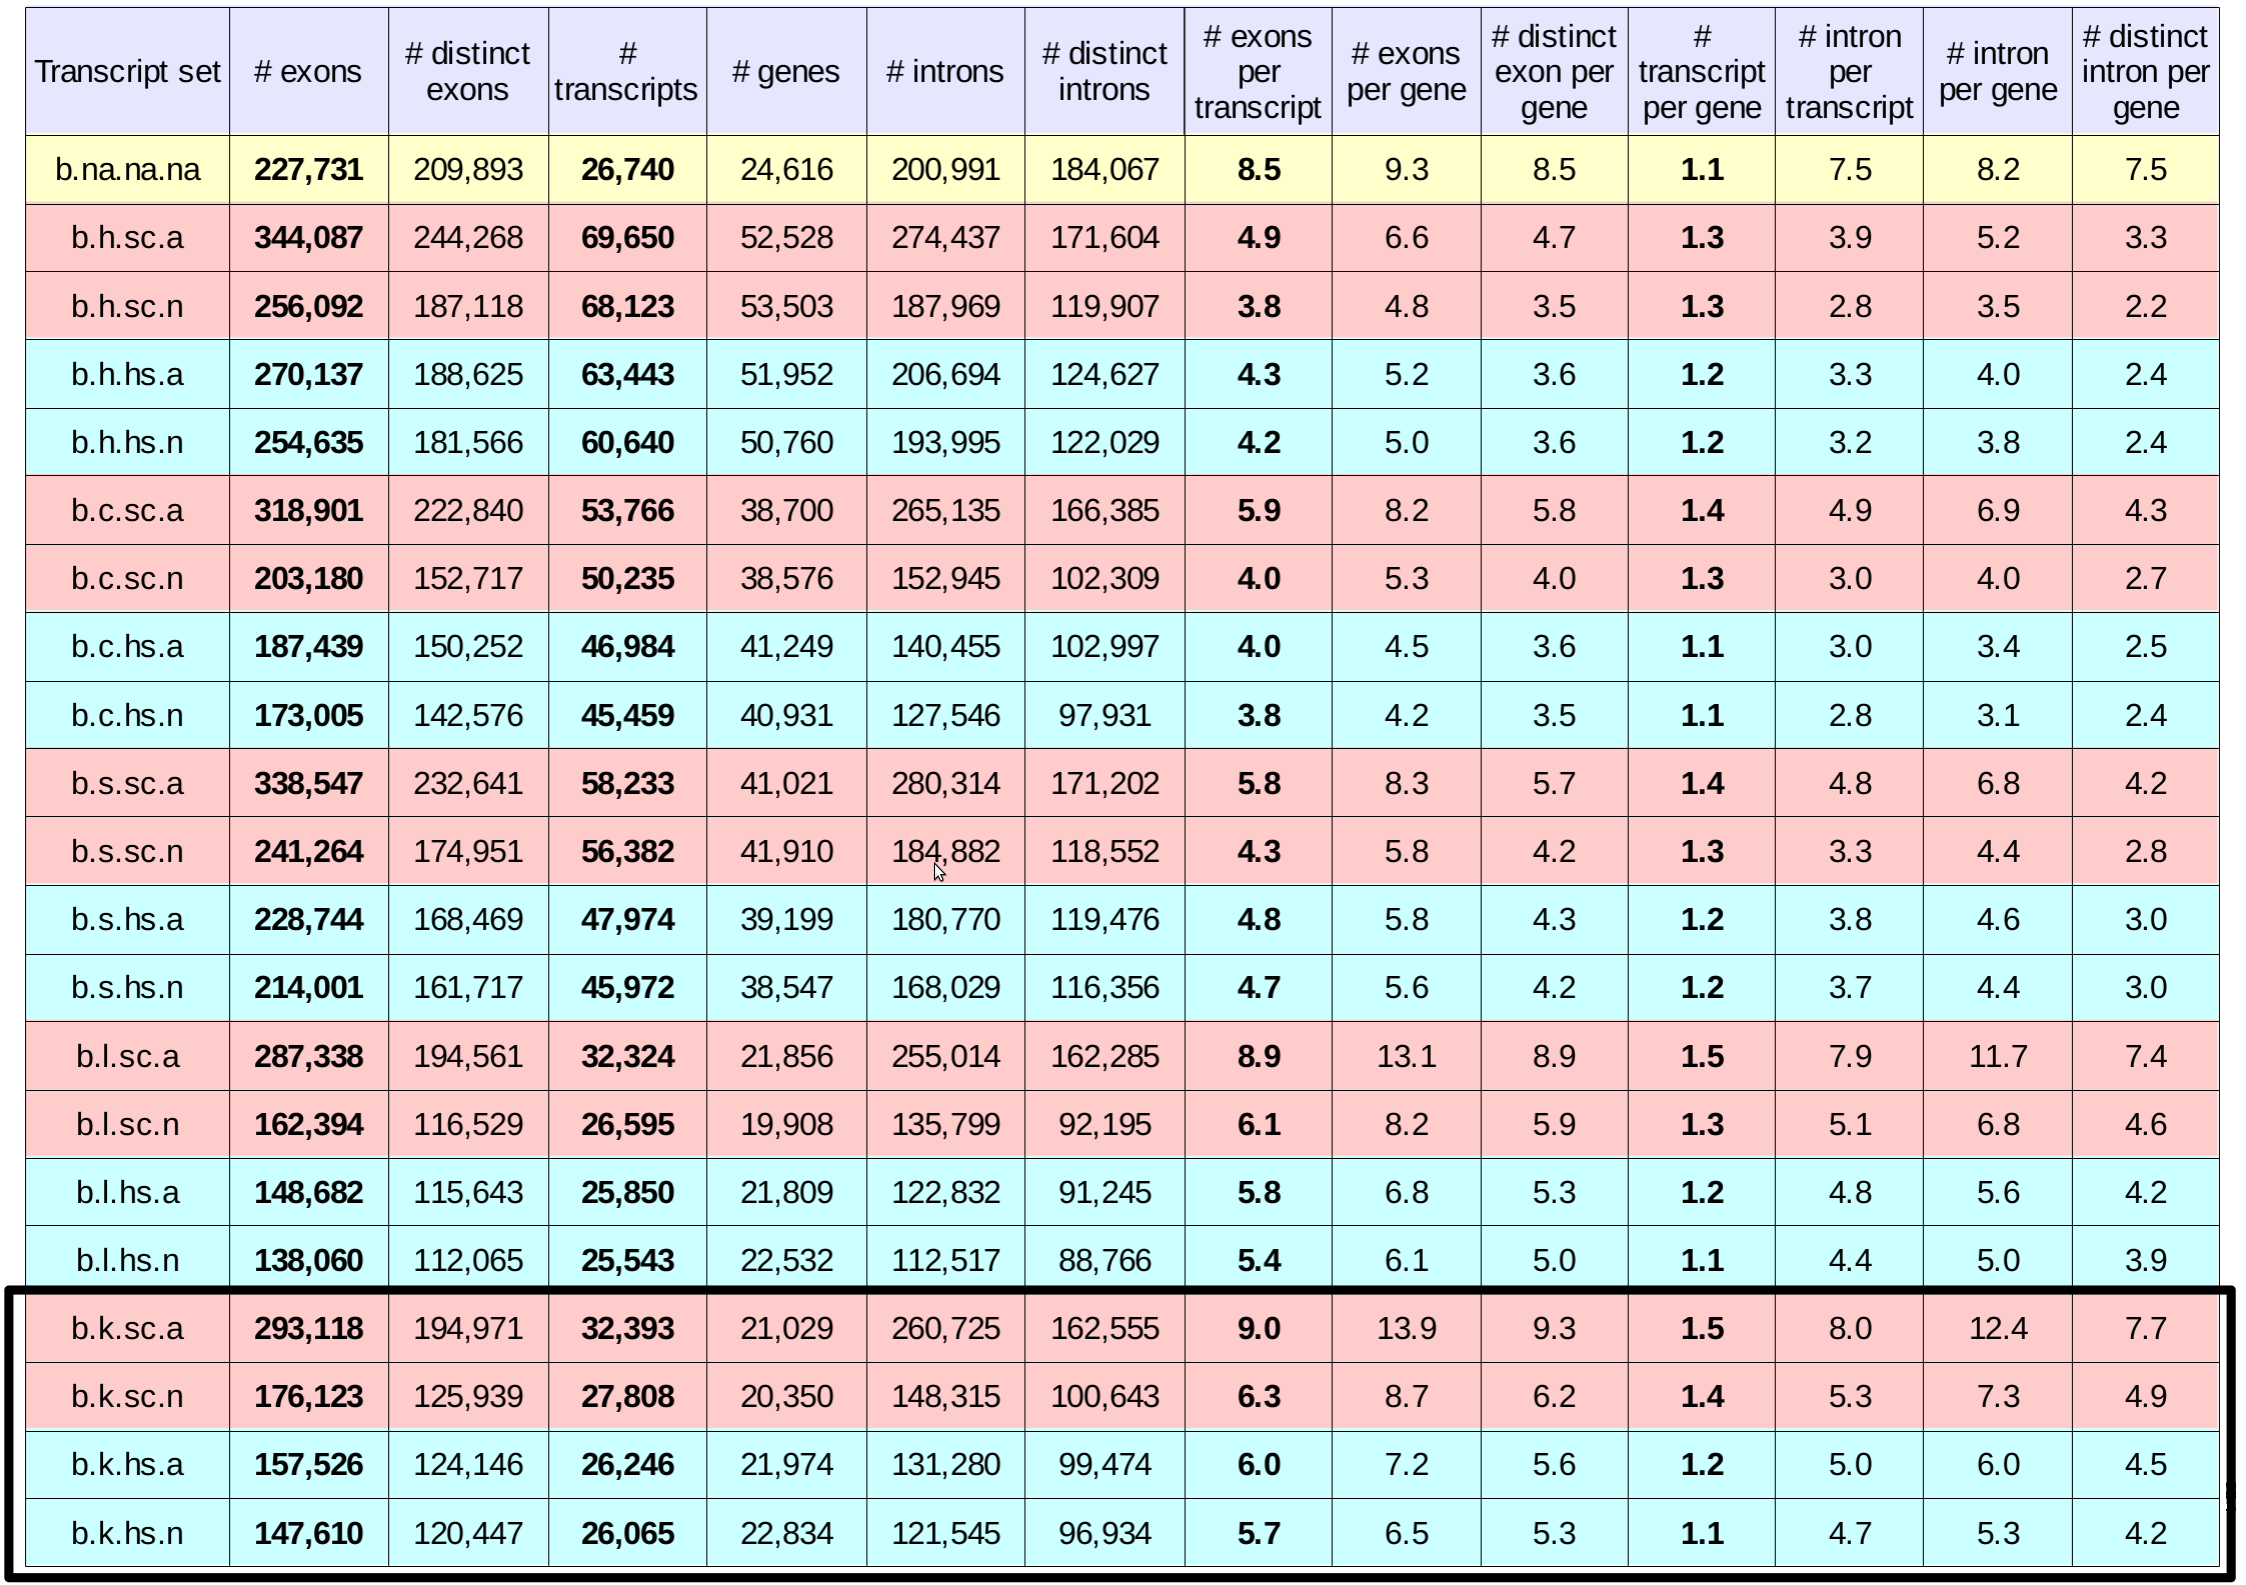 Transcript set # exons # distinct exons # transcripts # genes # introns # distinct introns # exons per transcript # exons per gene # distinct exon per gene # transcript per gene # intron per transcript # intron per gene # distinct intron per gene
b.na.na.na 227,731 209,893 26,740 24,616 200,991 184,067 8.5 9.3 8.5 1.1 7.5 8.2 7.5
b.h.sc.a 344,087 244,268 69,650 52,528 274,437 171,604 4.9 6.6 4.7 1.3 3.9 5.2 3.3
b.h.sc.n 256,092 187,118 68,123 53,503 187,969 119,907 3.8 4.8 3.5 1.3 2.8 3.5 2.2
b.h.hs.a 270,137 188,625 63,443 51,952 206,694 124,627 4.3 5.2 3.6 1.2 3.3 4.0 2.4
b.h.hs.n 254,635 181,566 60,640 50,760 193,995 122,029 4.2 5.0 3.6 1.2 3.2 3.8 2.4
b.c.sc.a 318,901 222,840 53,766 38,700 265,135 166,385 5.9 8.2 5.8 1.4 4.9 6.9 4.3
b.c.sc.n 203,180 152,717 50,235 38,576 152,945 102,309 4.0 5.3 4.0 1.3 3.0 4.0 2.7
b.c.hs.a 187,439 150,252 46,984 41,249 140,455 102,997 4.0 4.5 3.6 1.1 3.0 3.4 2.5
b.c.hs.n 173,005 142,576 45,459 40,931 127,546 97,931 3.8 4.2 3.5 1.1 2.8 3.1 2.4
b.s.sc.a 338,547 232,641 58,233 41,021 280,314 171,202 5.8 8.3 5.7 1.4 4.8 6.8 4.2
b.s.sc.n 241,264 174,951 56,382 41,910 184,882 118,552 4.3 5.8 4.2 1.3 3.3 4.4 2.8
b.s.hs.a 228,744 168,469 47,974 39,199 180,770 119,476 4.8 5.8 4.3 1.2 3.8 4.6 3.0
b.s.hs.n 214,001 161,717 45,972 38,547 168,029 116,356 4.7 5.6 4.2 1.2 3.7 4.4 3.0
b.l.sc.a 287,338 194,561 32,324 21,856 255,014 162,285 8.9 13.1 8.9 1.5 7.9 11.7 7.4
b.l.sc.n 162,394 116,529 26,595 19,908 135,799 92,195 6.1 8.2 5.9 1.3 5.1 6.8 4.6
b.l.hs.a 148,682 115,643 25,850 21,809 122,832 91,245 5.8 6.8 5.3 1.2 4.8 5.6 4.2
b.l.hs.n 138,060 112,065 25,543 22,532 112,517 88,766 5.4 6.1 5.0 1.1 4.4 5.0 3.9
b.k.sc.a 293,118 194,971 32,393 21,029 260,725 162,555 9.0 13.9 9.3 1.5 8.0 12.4 7.7
b.k.sc.n 176,123 125,939 27,808 20,350 148,315 100,643 6.3 8.7 6.2 1.4 5.3 7.3 4.9
b.k.hs.a 157,526 124,146 26,246 21,974 131,280 99,474 6.0 7.2 5.6 1.2 5.0 6.0 4.5
b.k.hs.n 147,610 120,447 26,065 22,834 121,545 96,934 5.7 6.5 5.3 1.1 4.7 5.3 4.2